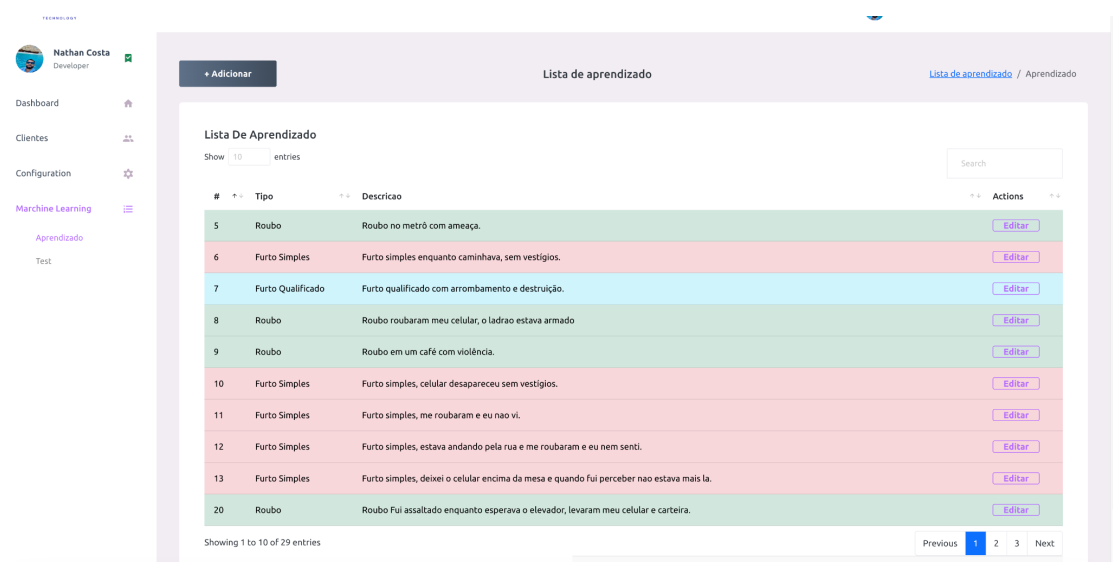 TECHNOLOGY
Nathan Costa
Developer
Dashboard
Clientes
Configuration
Marchine Learning
Aprendizado
Test
+ Adicionar
Lista de aprendizado
Lista de aprendizado / Aprendizado
Lista De Aprendizado
Show 10 entries
Search
# Tipo Descricao Actions
5 Roubo Roubo no metrô com ameaça. Editar
6 Furto Simples Furto simples enquanto caminhava, sem vestígios. Editar
7 Furto Qualificado Furto qualificado com arrombamento e destruição. Editar
8 Roubo Roubo roubaram meu celular, o ladrao estava armado Editar
9 Roubo Roubo em um café com violência. Editar
10 Furto Simples Furto simples, celular desapareceu sem vestígios. Editar
11 Furto Simples Furto simples, me roubaram e eu nao vi. Editar
12 Furto Simples Furto simples, estava andando pela rua e me roubaram e eu nem senti. Editar
13 Furto Simples Furto simples, deixei o celular encima da mesa e quando fui perceber nao estava mais la. Editar
20 Roubo Roubo Fui assaltado enquanto esperava o elevador, levaram meu celular e carteira. Editar
Showing 1 to 10 of 29 entries
Previous 1 2 3 Next